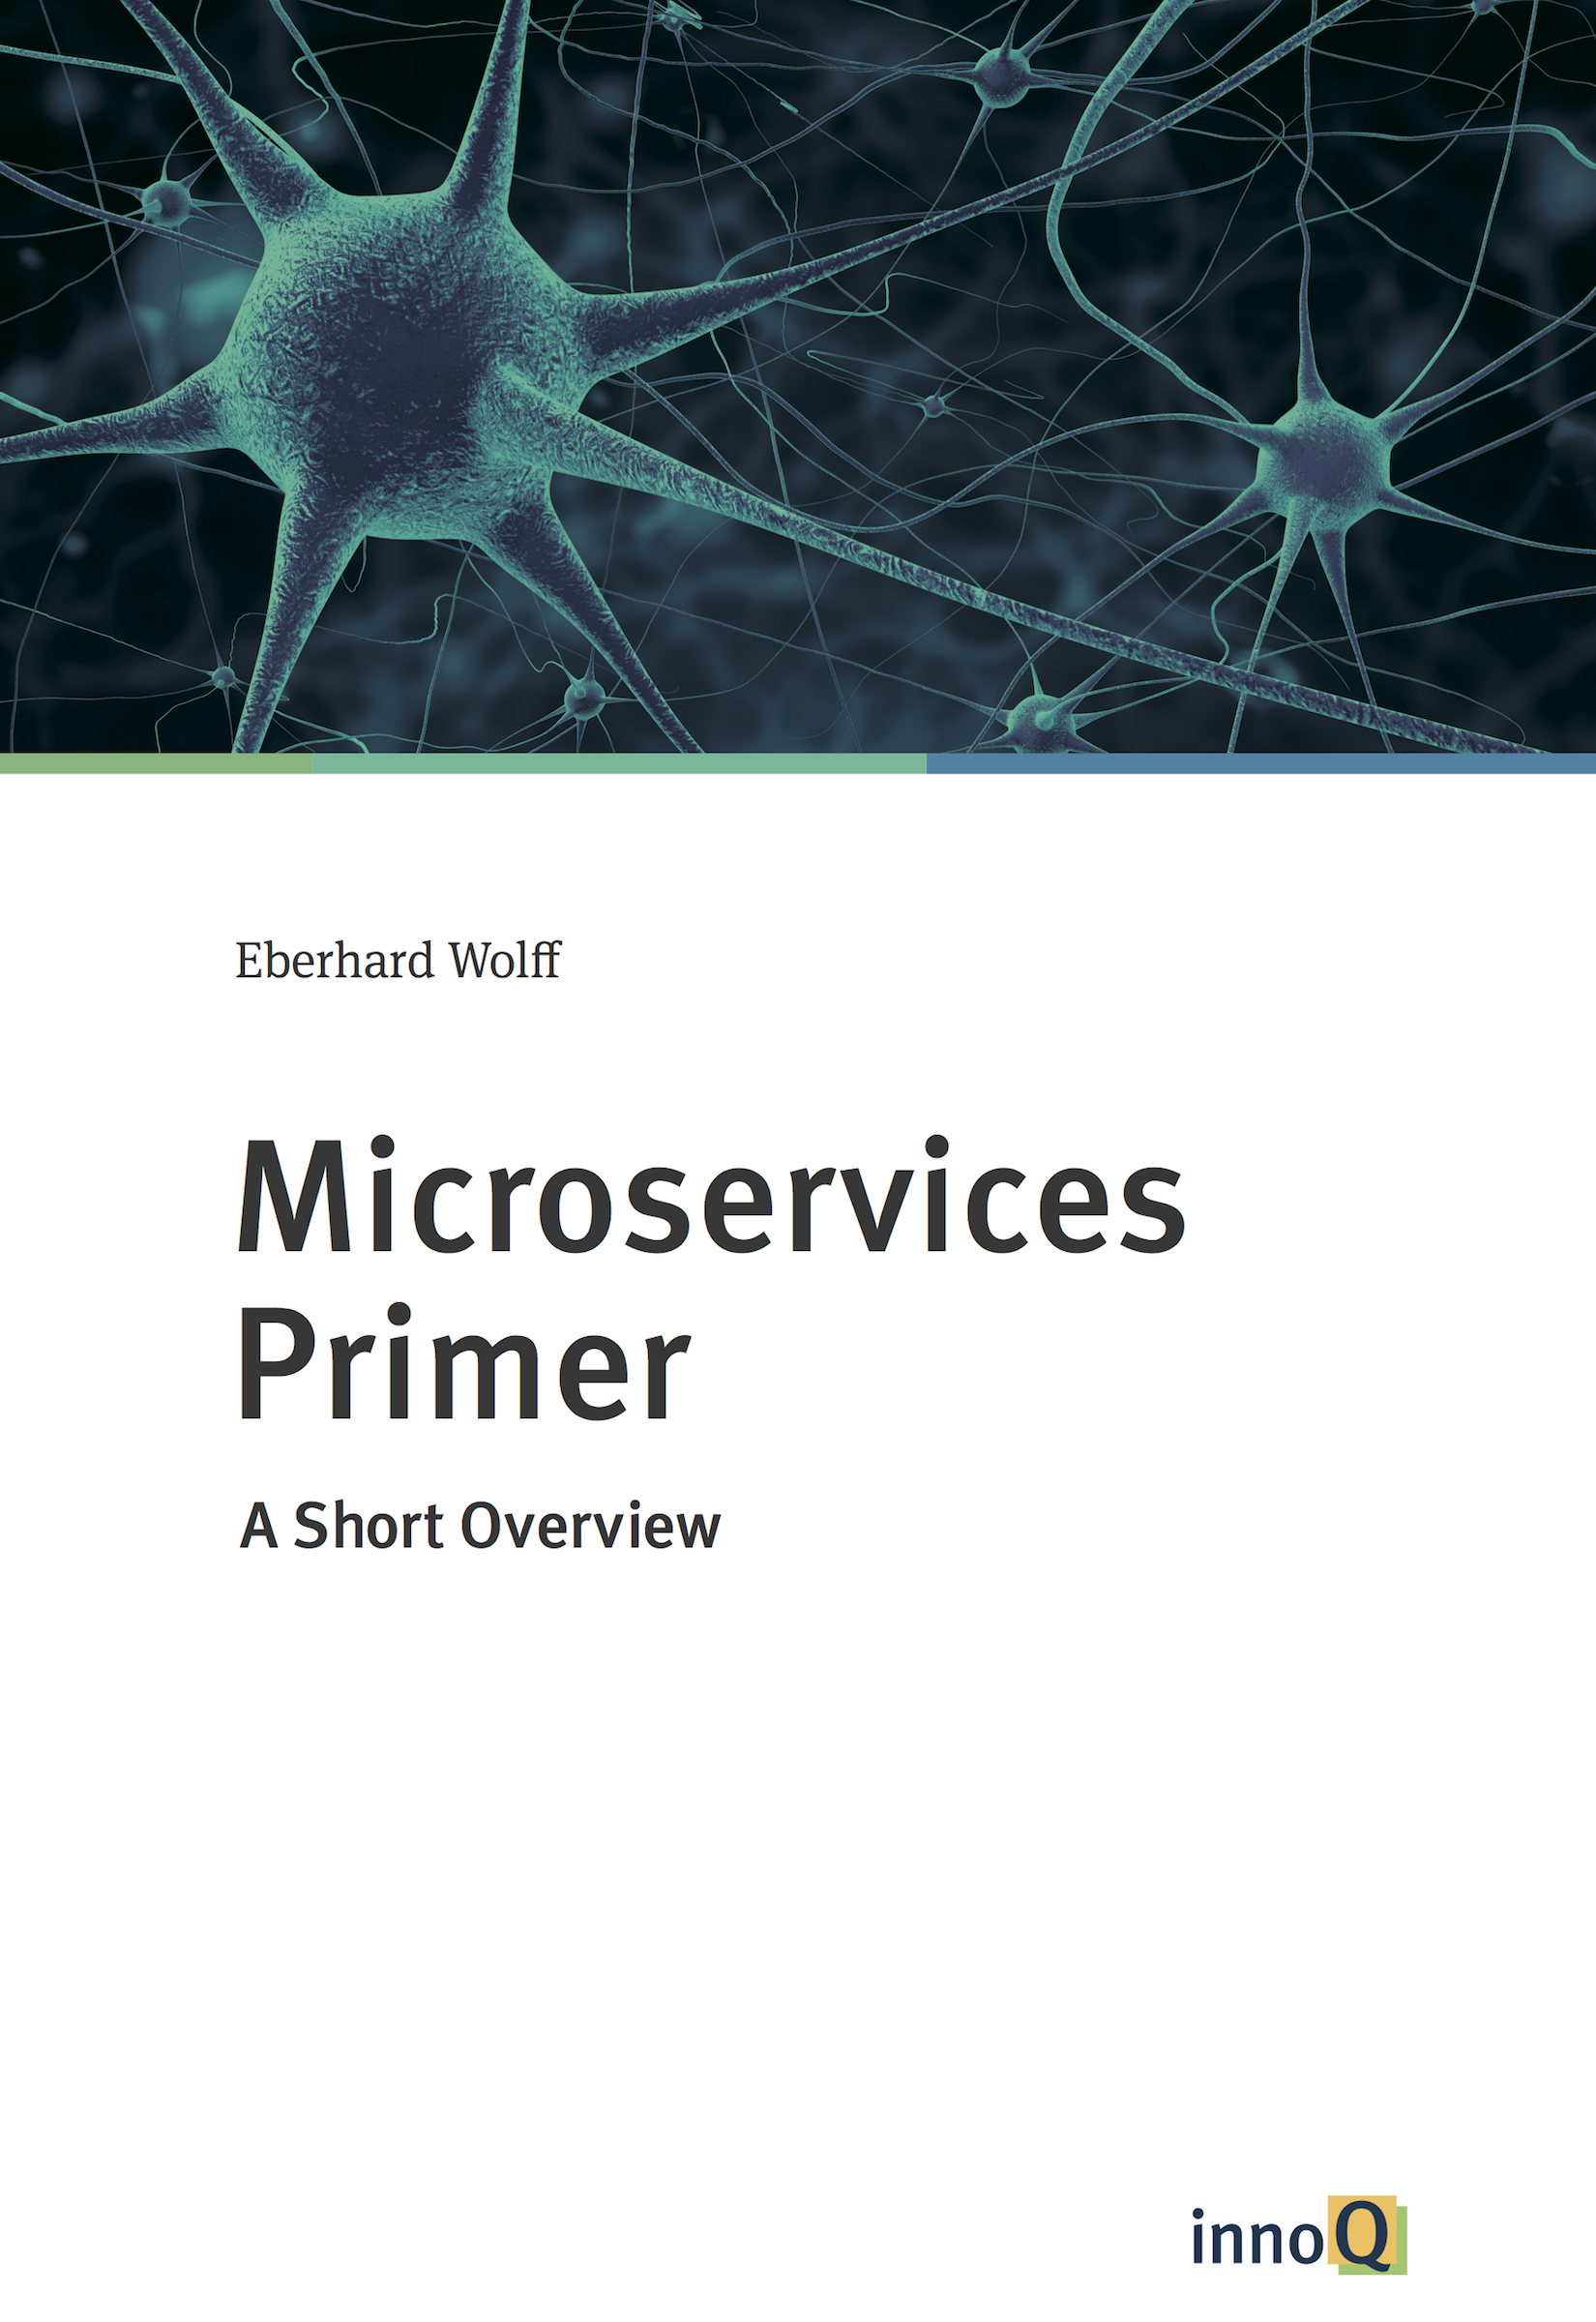 Eberhard Wolff
Microservices
Primer
A Short Overview
innoQ